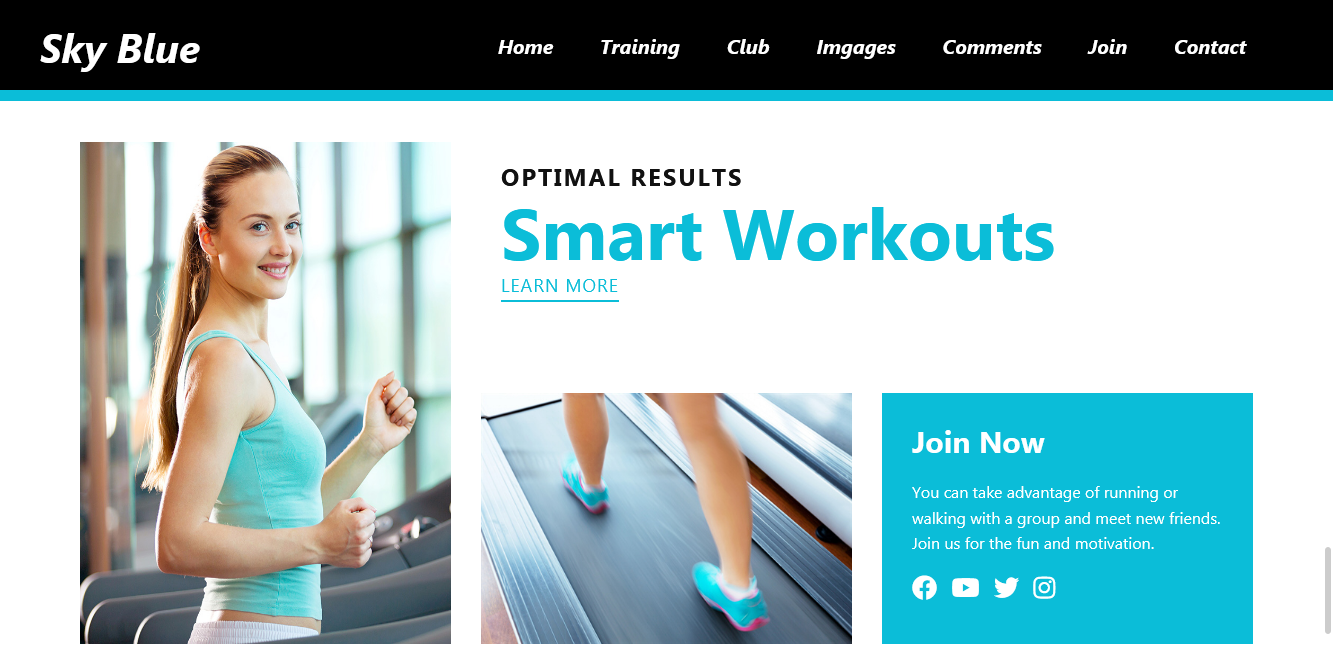 Sky Blue
Home Training Club Imgages Comments Join Contact
OPTIMAL RESULTS
Smart Workouts
LEARN MORE
Join Now
You can take advantage of running or
walking with a group and meet new friends.
Join us for the fun and motivation.